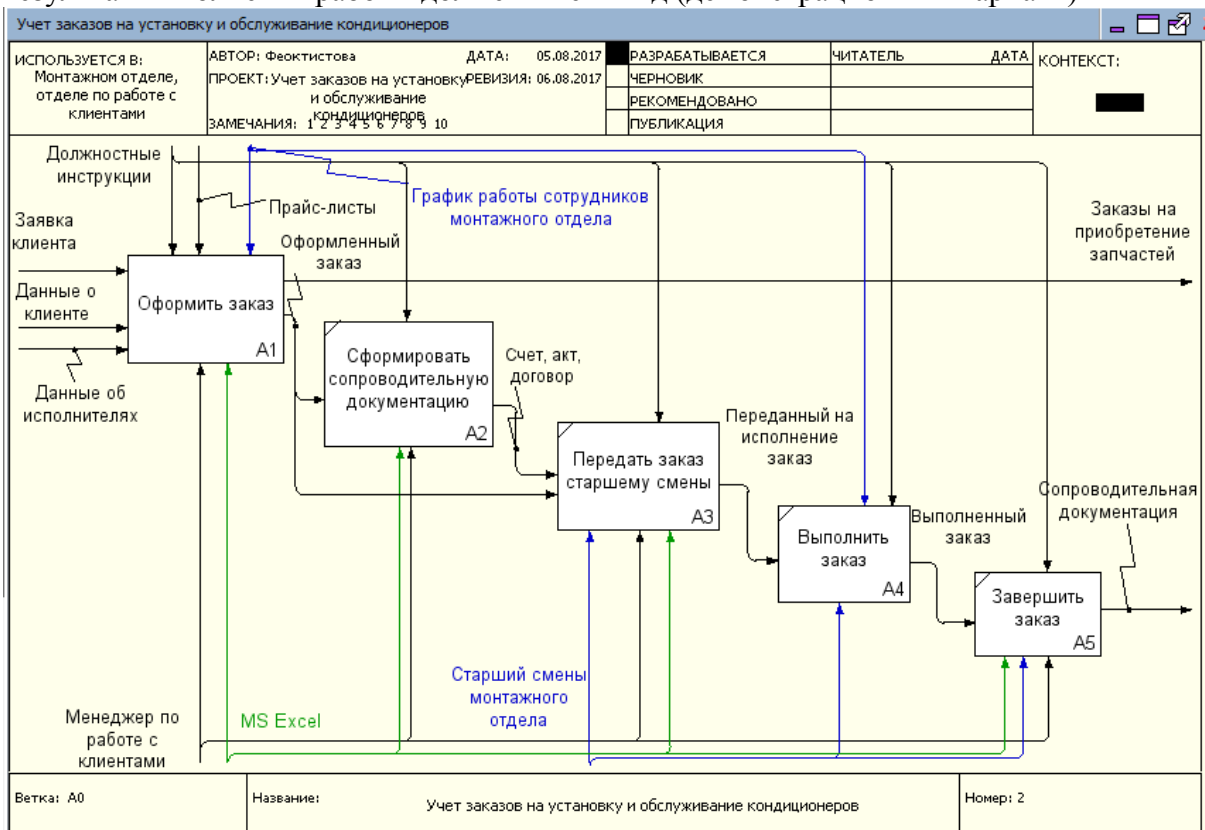 Учет заказов на установку и обслуживание кондиционеров
ИСПОЛЬЗУЕТСЯ В:
Монтажном отделе,
отделе по работе с
клиентами
АВТОР: Феоктистова
ДАТА: 05.08.2017
ПРОЕКТ: Учет заказов на установку
и обслуживание
кондиционеров
РЕВИЗИЯ: 06.08.2017
ЗАМЕЧАНИЯ: 1 2 3 4 5 6 7 8 9 10
РАЗРАБАТЫВАЕТСЯ
ЧЕРНОВИК
РЕКОМЕНДОВАНО
ПУБЛИКАЦИЯ
ЧИТАТЕЛЬ
ДАТА
КОНТЕКСТ:
Должностные
инструкции
Прайс-листы
График работы сотрудников
монтажного отдела
Заявка
клиента
Оформленный
заказ
Заказы на
приобретение
запчастей
Данные о
клиенте
Оформить заказ
A1
Данные об
исполнителях
Сформировать
сопроводительную
документацию
A2
Счет, акт,
договор
Передать заказ
старшему смены
A3
Переданный на
исполнение
заказ
Выполнить
заказ
A4
Выполненный
заказ
Сопроводительная
документация
Завершить
заказ
A5
Старший смены
монтажного
отдела
Менеджер по
работе с
клиентами
MS Excel
Ветка: A0
Название:
Учет заказов на установку и обслуживание кондиционеров
Номер: 2